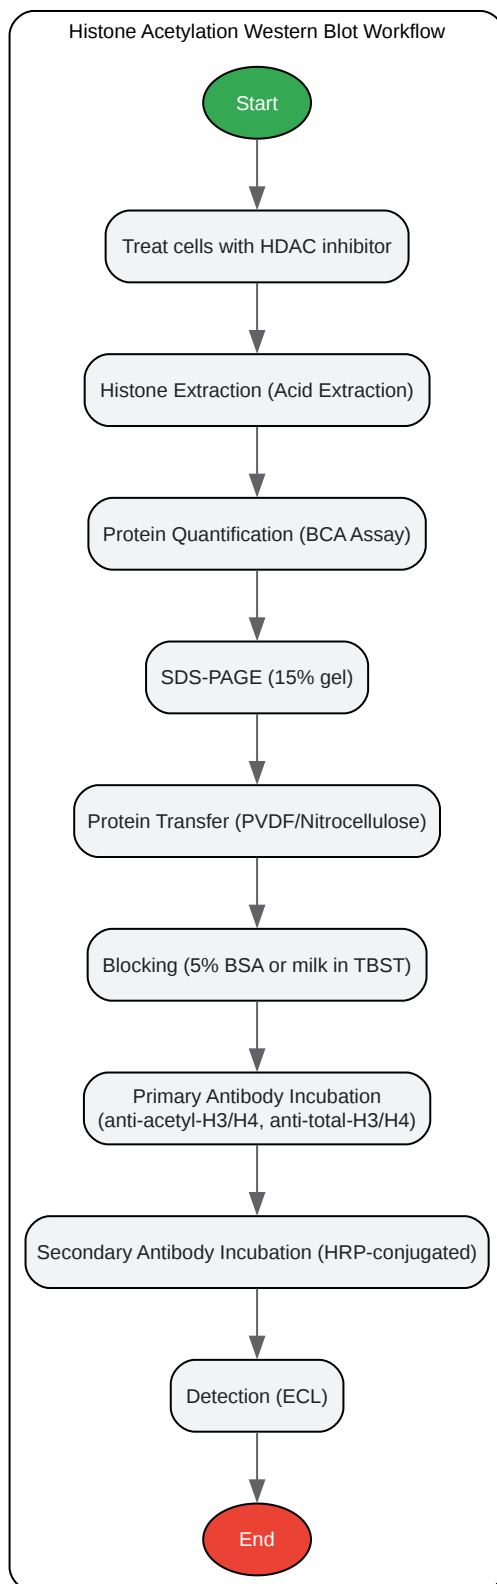 Histone Acetylation Western Blot Workflow
Start
Treat cells with HDAC inhibitor
Histone Extraction (Acid Extraction)
Protein Quantification (BCA Assay)
SDS-PAGE (15% gel)
Protein Transfer (PVDF/Nitrocellulose)
Blocking (5% BSA or milk in TBST)
Primary Antibody Incubation
(anti-acetyl-H3/H4, anti-total-H3/H4)
Secondary Antibody Incubation (HRP-conjugated)
Detection (ECL)
End